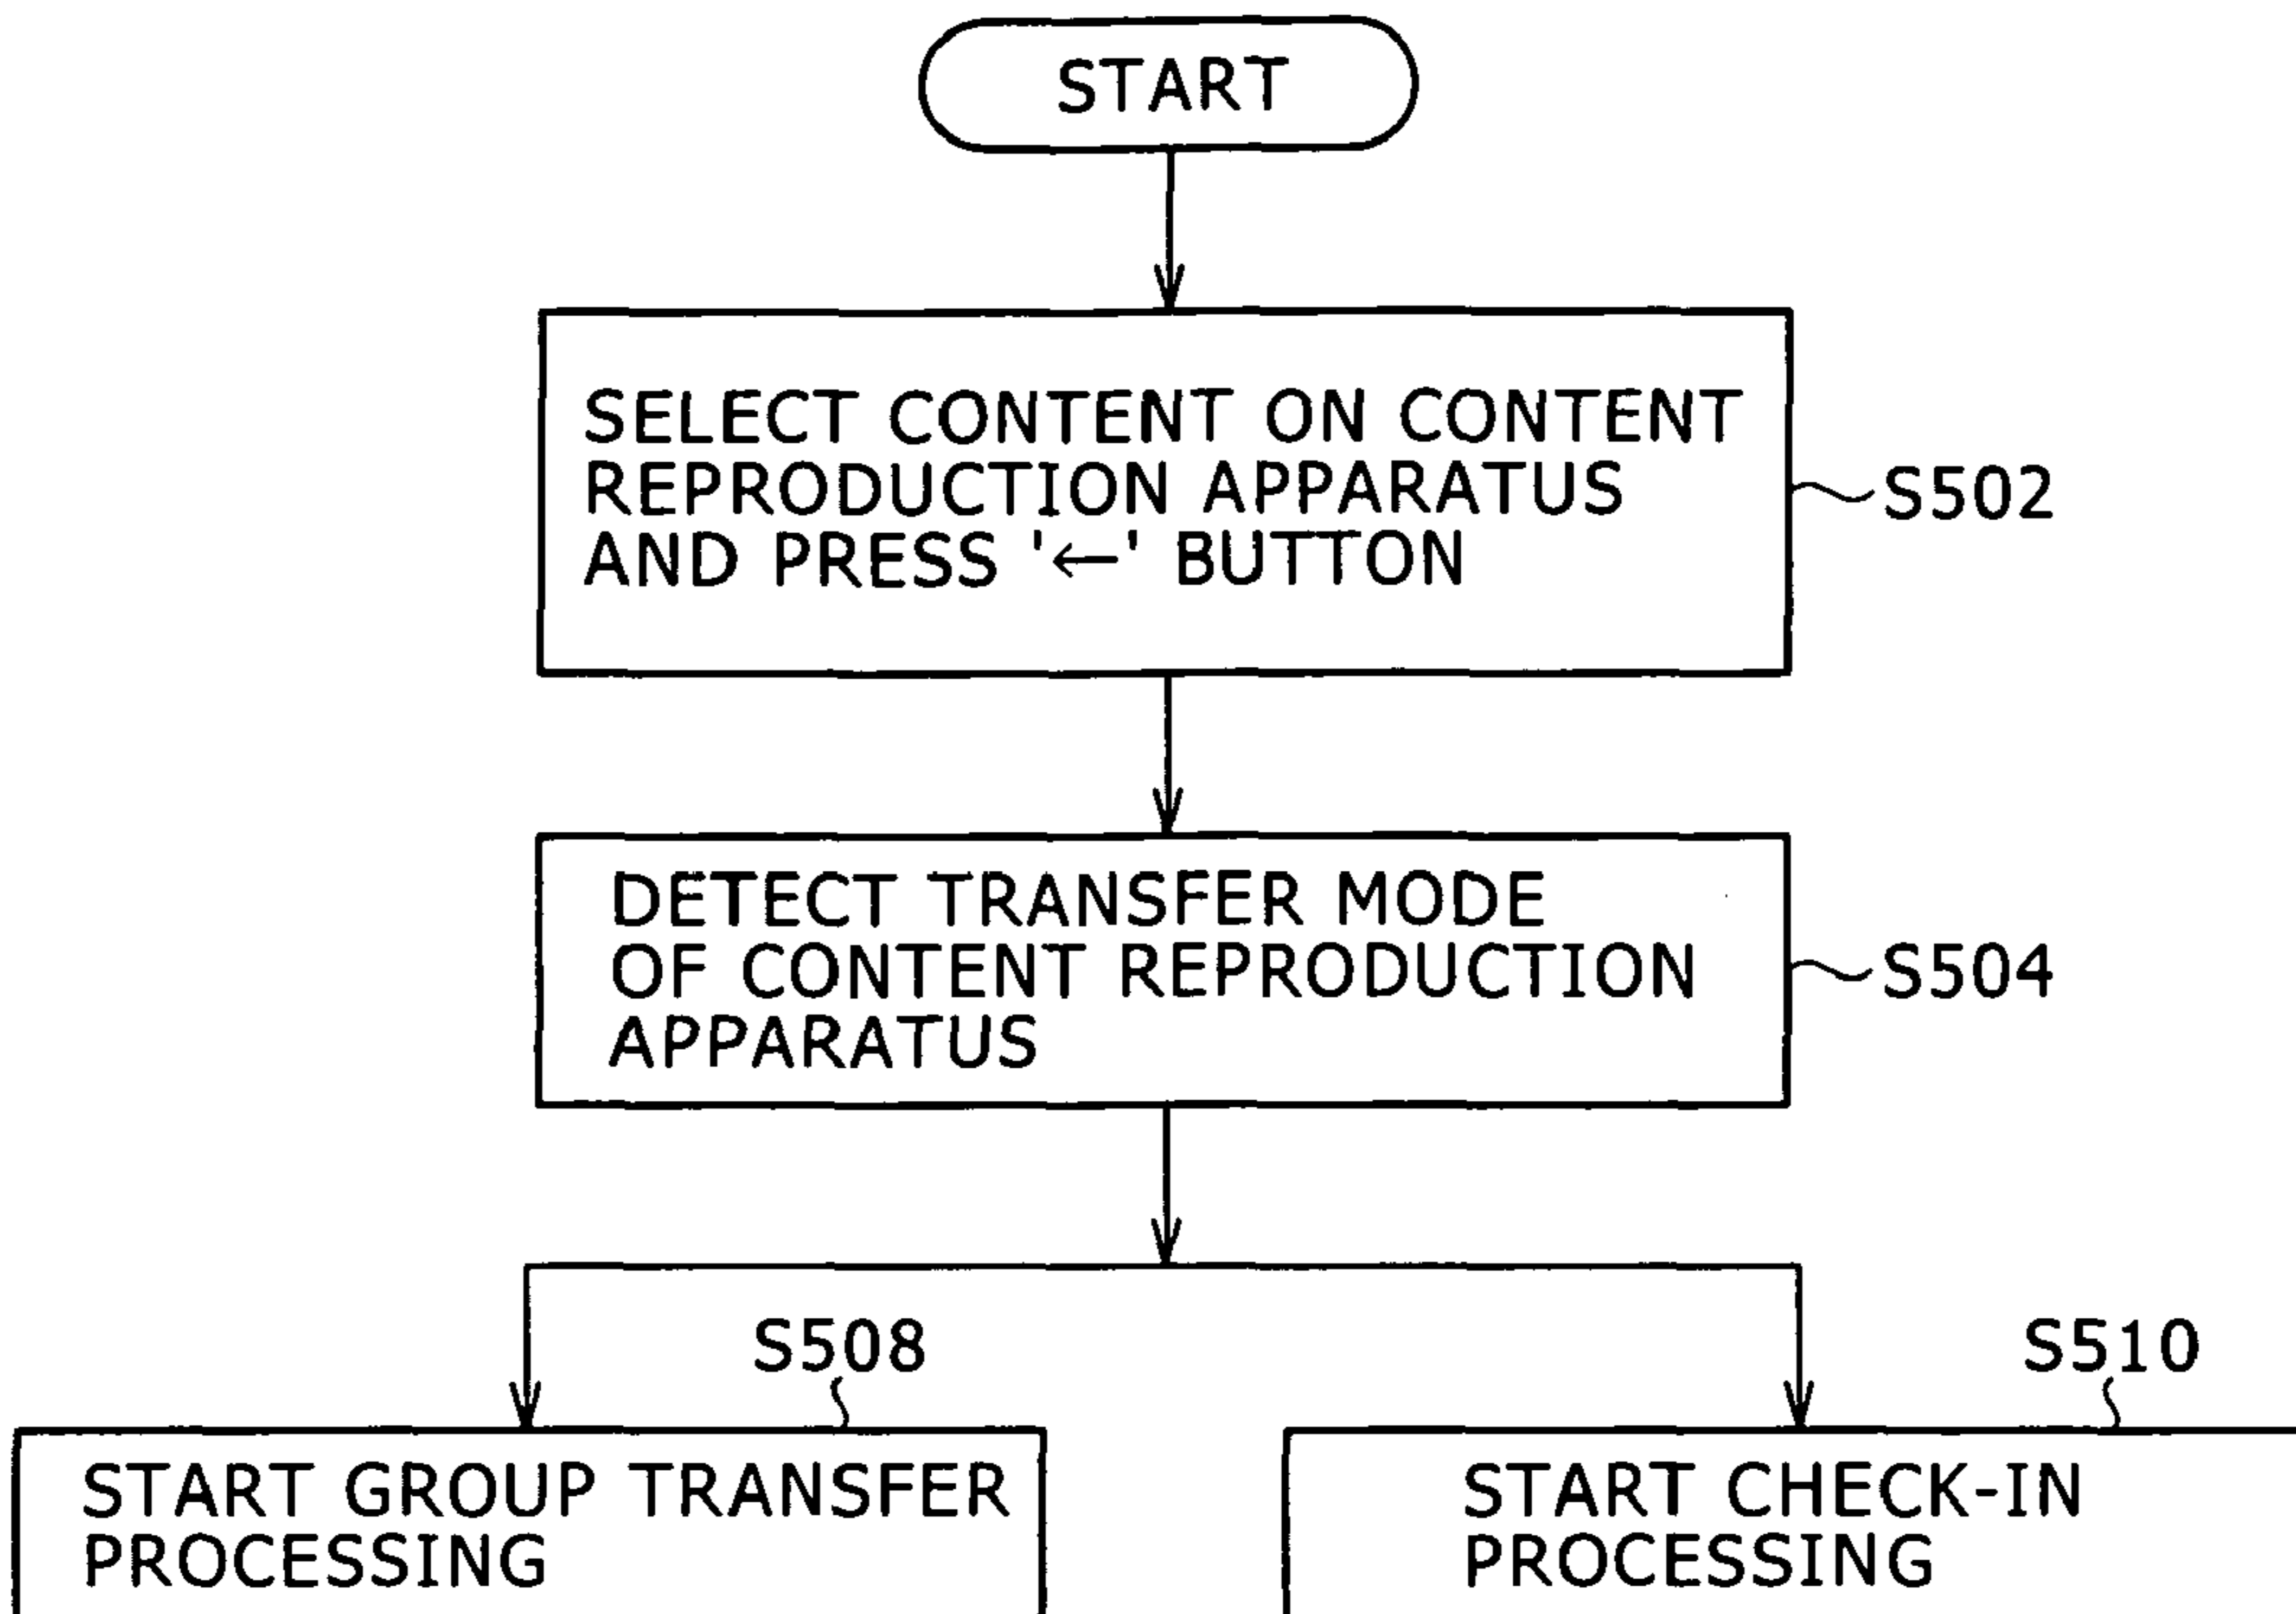 START
SELECT CONTENT ON CONTENT
REPRODUCTION APPARATUS
AND PRESS '←' BUTTON
S502
DETECT TRANSFER MODE
OF CONTENT REPRODUCTION
APPARATUS
S504
S508
START GROUP TRANSFER
PROCESSING
S510
START CHECK-IN
PROCESSING